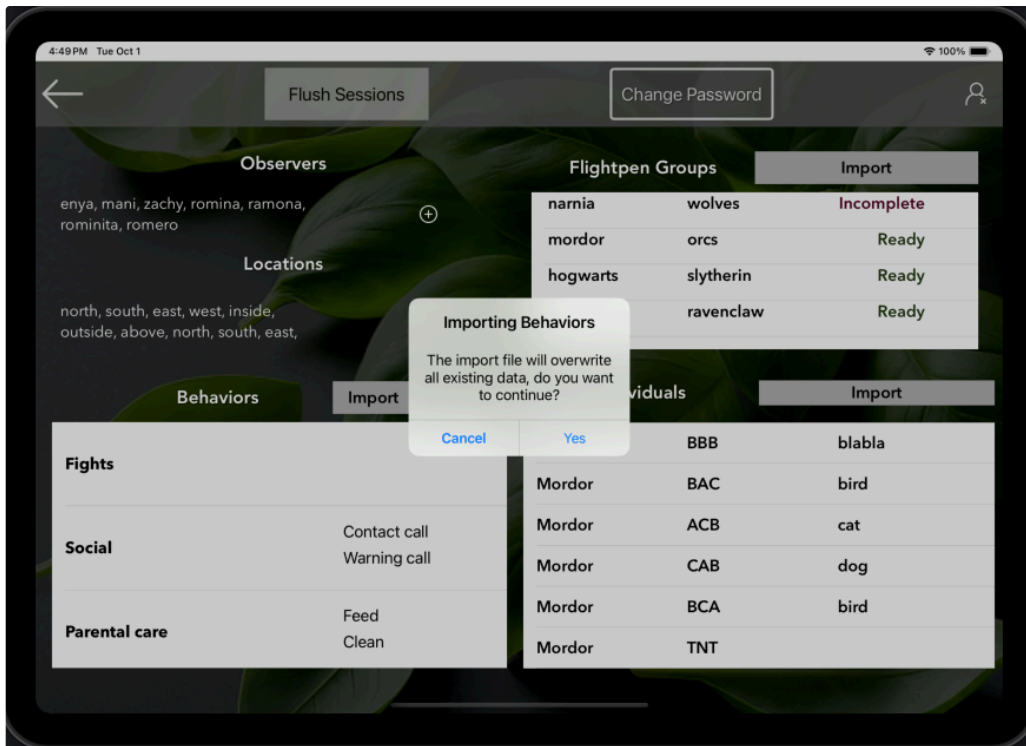 4:49 PM Tue Oct 1
100%
Flush Sessions
Change Password
Observers
enya, mani, zachy, romina, ramona,
rominita, romero
Locations
north, south, east, west, inside,
outside, above, north, south, east,
Flightpen Groups
Import
narnia wolves Incomplete
mordor orcs Ready
hogwarts slytherin Ready
ravenclaw Ready
Importing Behaviors
The import file will overwrite
all existing data, do you want
to continue?
Cancel
Yes
Behaviors
Import
Fights
Social
Contact call
Warning call
Parental care
Feed
Clean
viduals
Import
BBB blabla
Mordor BAC bird
Mordor ACB cat
Mordor CAB dog
Mordor BCA bird
Mordor TNT